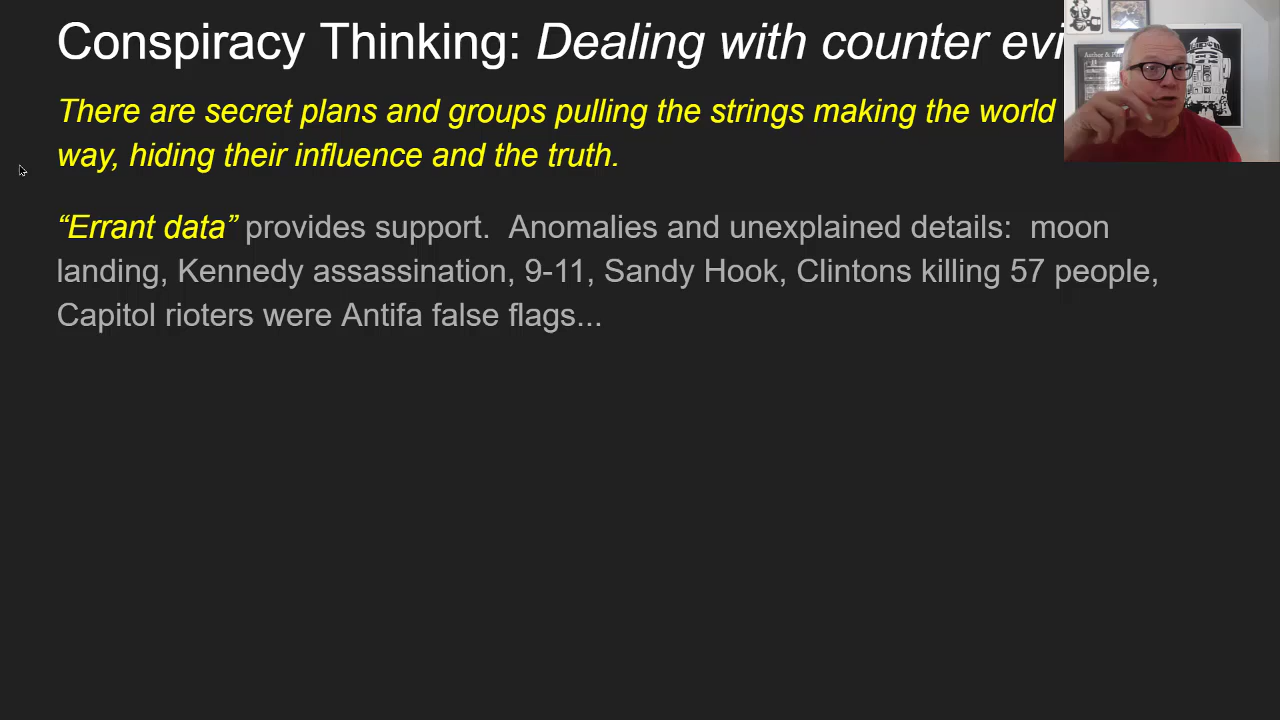 Conspiracy Thinking: Dealing with counter evi
There are secret plans and groups pulling the strings making the world
way, hiding their influence and the truth.
“Errant data” provides support.  Anomalies and unexplained details:  moon
landing, Kennedy assassination, 9-11, Sandy Hook, Clintons killing 57 people,
Capitol rioters were Antifa false flags...